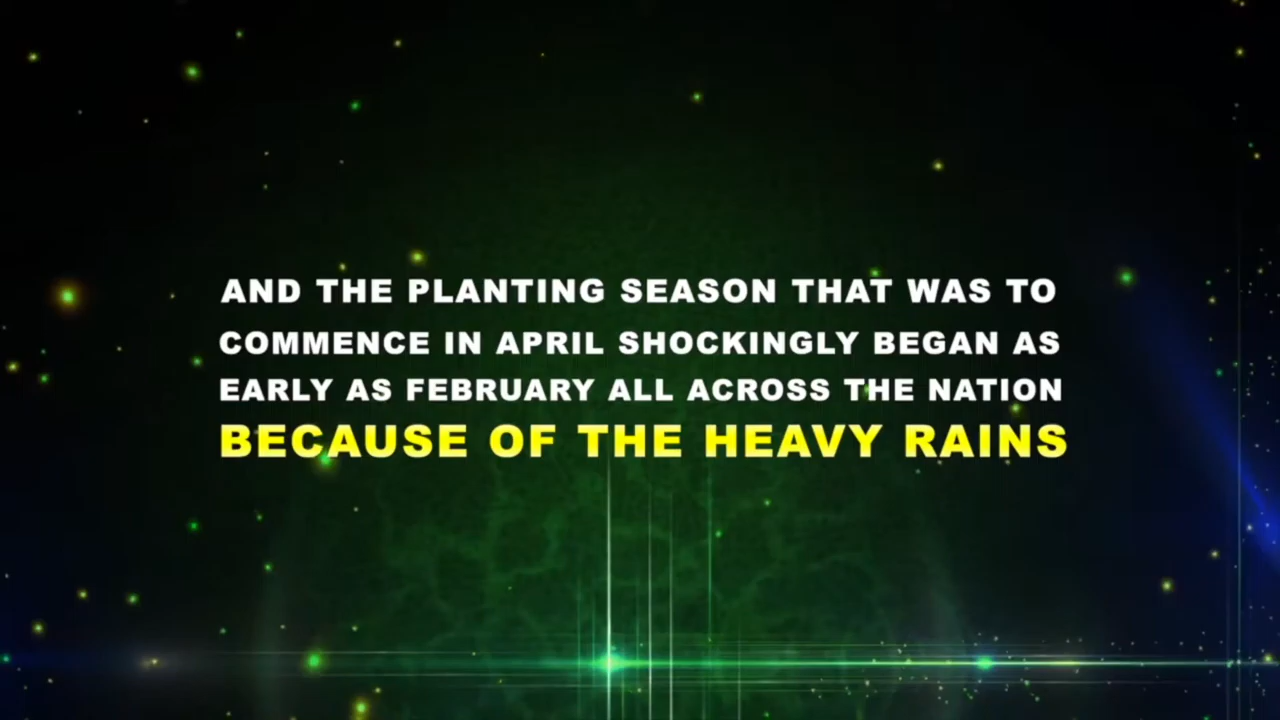 AND THE PLANTING SEASON THAT WAS TO
COMMENCE IN APRIL SHOCKINGLY BEGAN AS
EARLY AS FEBRUARY ALL ACROSS THE NATION
BECAUSE OF THE HEAVY RAINS